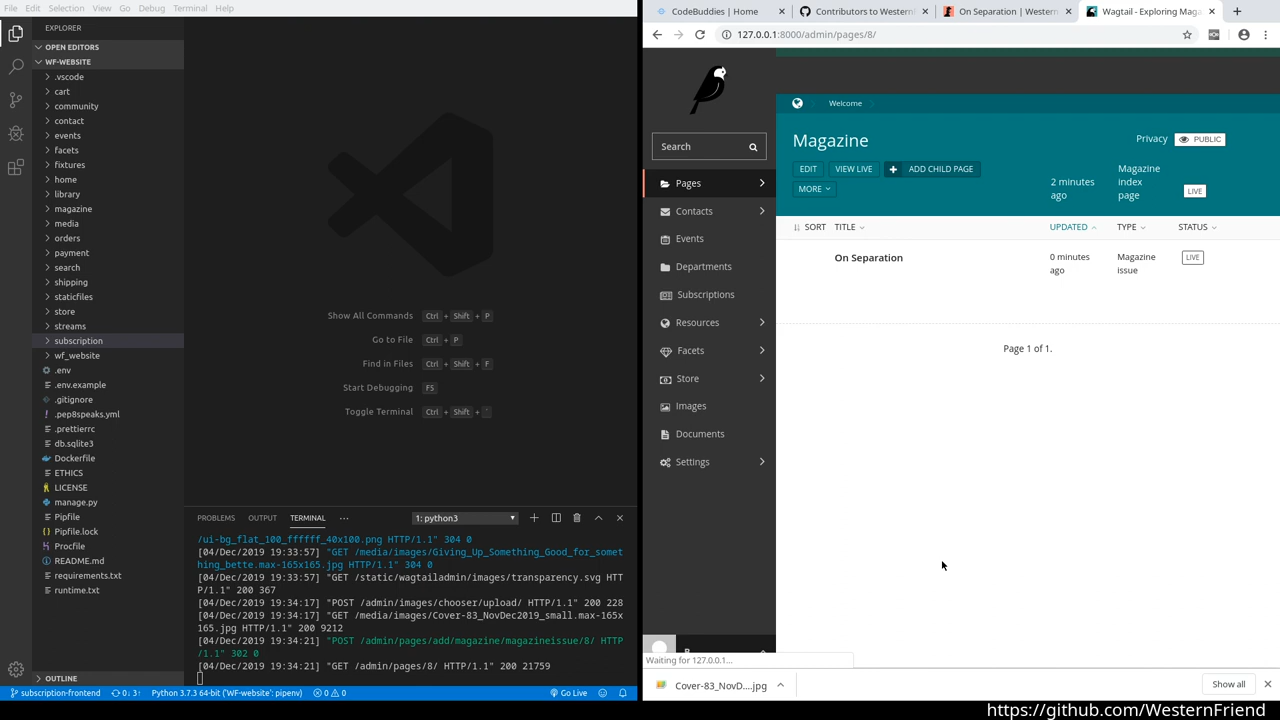 File Edit Selection View Go Debug Terminal Help
EXPLORER
OPEN EDITORS
WF-WEBSITE
.vscode
cart
community
contact
events
facets
fixtures
home
library
magazine
media
orders
payment
search
shipping
staticfiles
store
streams
subscription
wf_website
.env
.env.example
.gitignore
.pep8speaks.yml
.prettierrc
db.sqlite3
Dockerfile
ETHICS
LICENSE
manage.py
Pipfile
Pipfile.lock
Procfile
README.md
requirements.txt
runtime.txt
OUTLINE
Show All Commands Ctrl + Shift + P
Go to File Ctrl + P
Find in Files Ctrl + Shift + F
Start Debugging F5
Toggle Terminal Ctrl + Shift + `
PROBLEMS OUTPUT TERMINAL ··· 1: python3
/ui-bg_flat_100_ffffff_40x100.png HTTP/1.1" 304 0
[04/Dec/2019 19:33:57] "GET /media/images/Giving_Up_Something_Good_for_somet
hing_bette.max-165x165.jpg HTTP/1.1" 304 0
[04/Dec/2019 19:33:57] "GET /static/wagtailadmin/images/transparency.svg HTT
P/1.1" 200 367
[04/Dec/2019 19:34:17] "POST /admin/images/chooser/upload/ HTTP/1.1" 200 228
[04/Dec/2019 19:34:17] "GET /media/images/Cover-83_NovDec2019_small.max-165x
165.jpg HTTP/1.1" 200 9212
[04/Dec/2019 19:34:21] "POST /admin/pages/add/magazine/magazineissue/8/ HTTP
/1.1" 302 0
[04/Dec/2019 19:34:21] "GET /admin/pages/8/ HTTP/1.1" 200 21759
subscription-frontend 0↓ 3↑ Python 3.7.3 64-bit ('WF-website': pipenv) 0 0 Go Live
CodeBuddies | Home Contributors to Western On Separation | Western Wagtail - Exploring Maga
127.0.0.1:8000/admin/pages/8/
Search
Pages
Contacts
Events
Departments
Subscriptions
Resources
Facets
Store
Images
Documents
Settings
Welcome
Magazine
Privacy PUBLIC
EDIT VIEW LIVE ADD CHILD PAGE
MORE
2 minutes ago
Magazine index page
LIVE
SORT TITLE UPDATED TYPE STATUS
On Separation
0 minutes ago
Magazine issue
LIVE
Page 1 of 1.
Waiting for 127.0.0.1...
Cover-83_NovD....jpg
Show all
https://github.com/WesternFriend